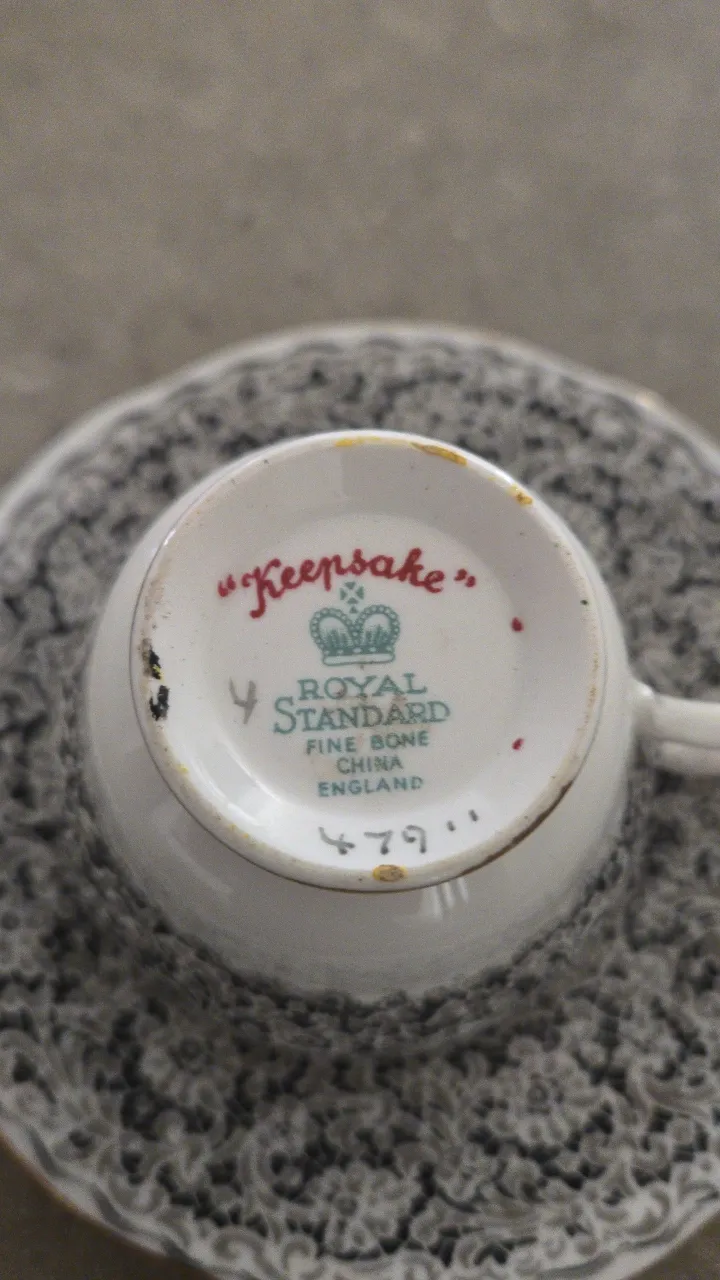 "Keepsake"
ROYAL
STANDARD
FINE BONE
CHINA
ENGLAND
4
479''